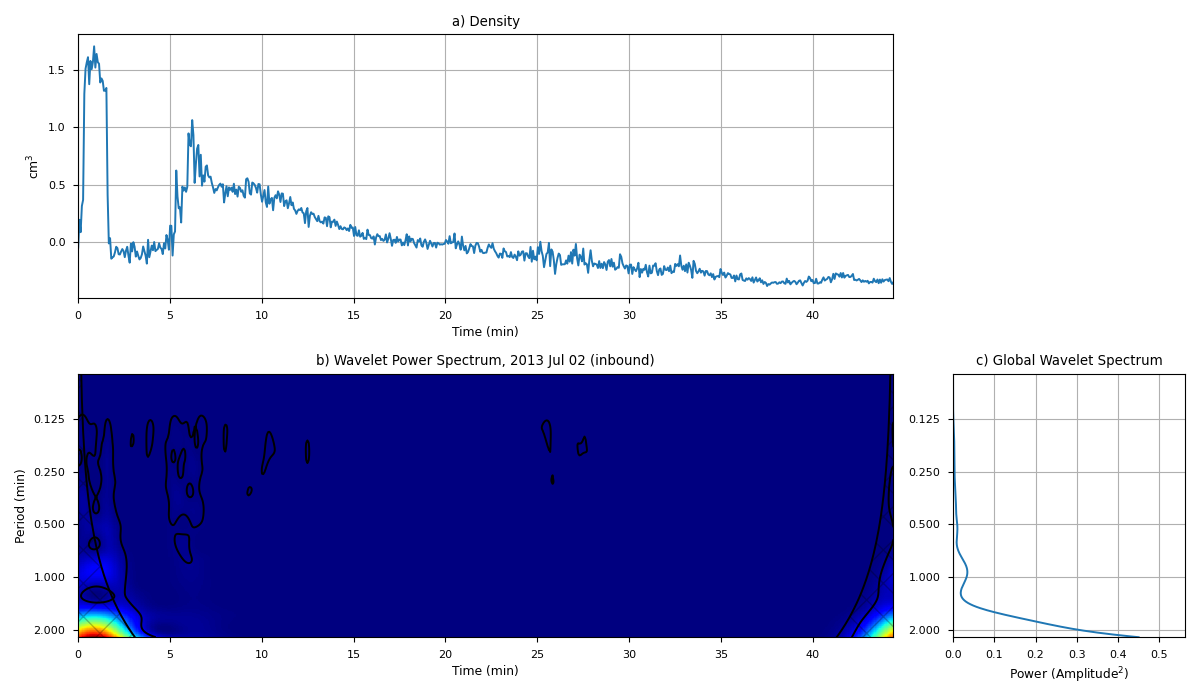 a) Density
1.5
1.0
0.5
0.0
cm³
0 5 10 15 20 25 30 35 40
Time (min)
b) Wavelet Power Spectrum, 2013 Jul 02 (inbound)
0.125
0.250
0.500
1.000
2.000
Period (min)
0 5 10 15 20 25 30 35 40
Time (min)
c) Global Wavelet Spectrum
0.125
0.250
0.500
1.000
2.000
0.0 0.1 0.2 0.3 0.4 0.5
Power (Amplitude²)